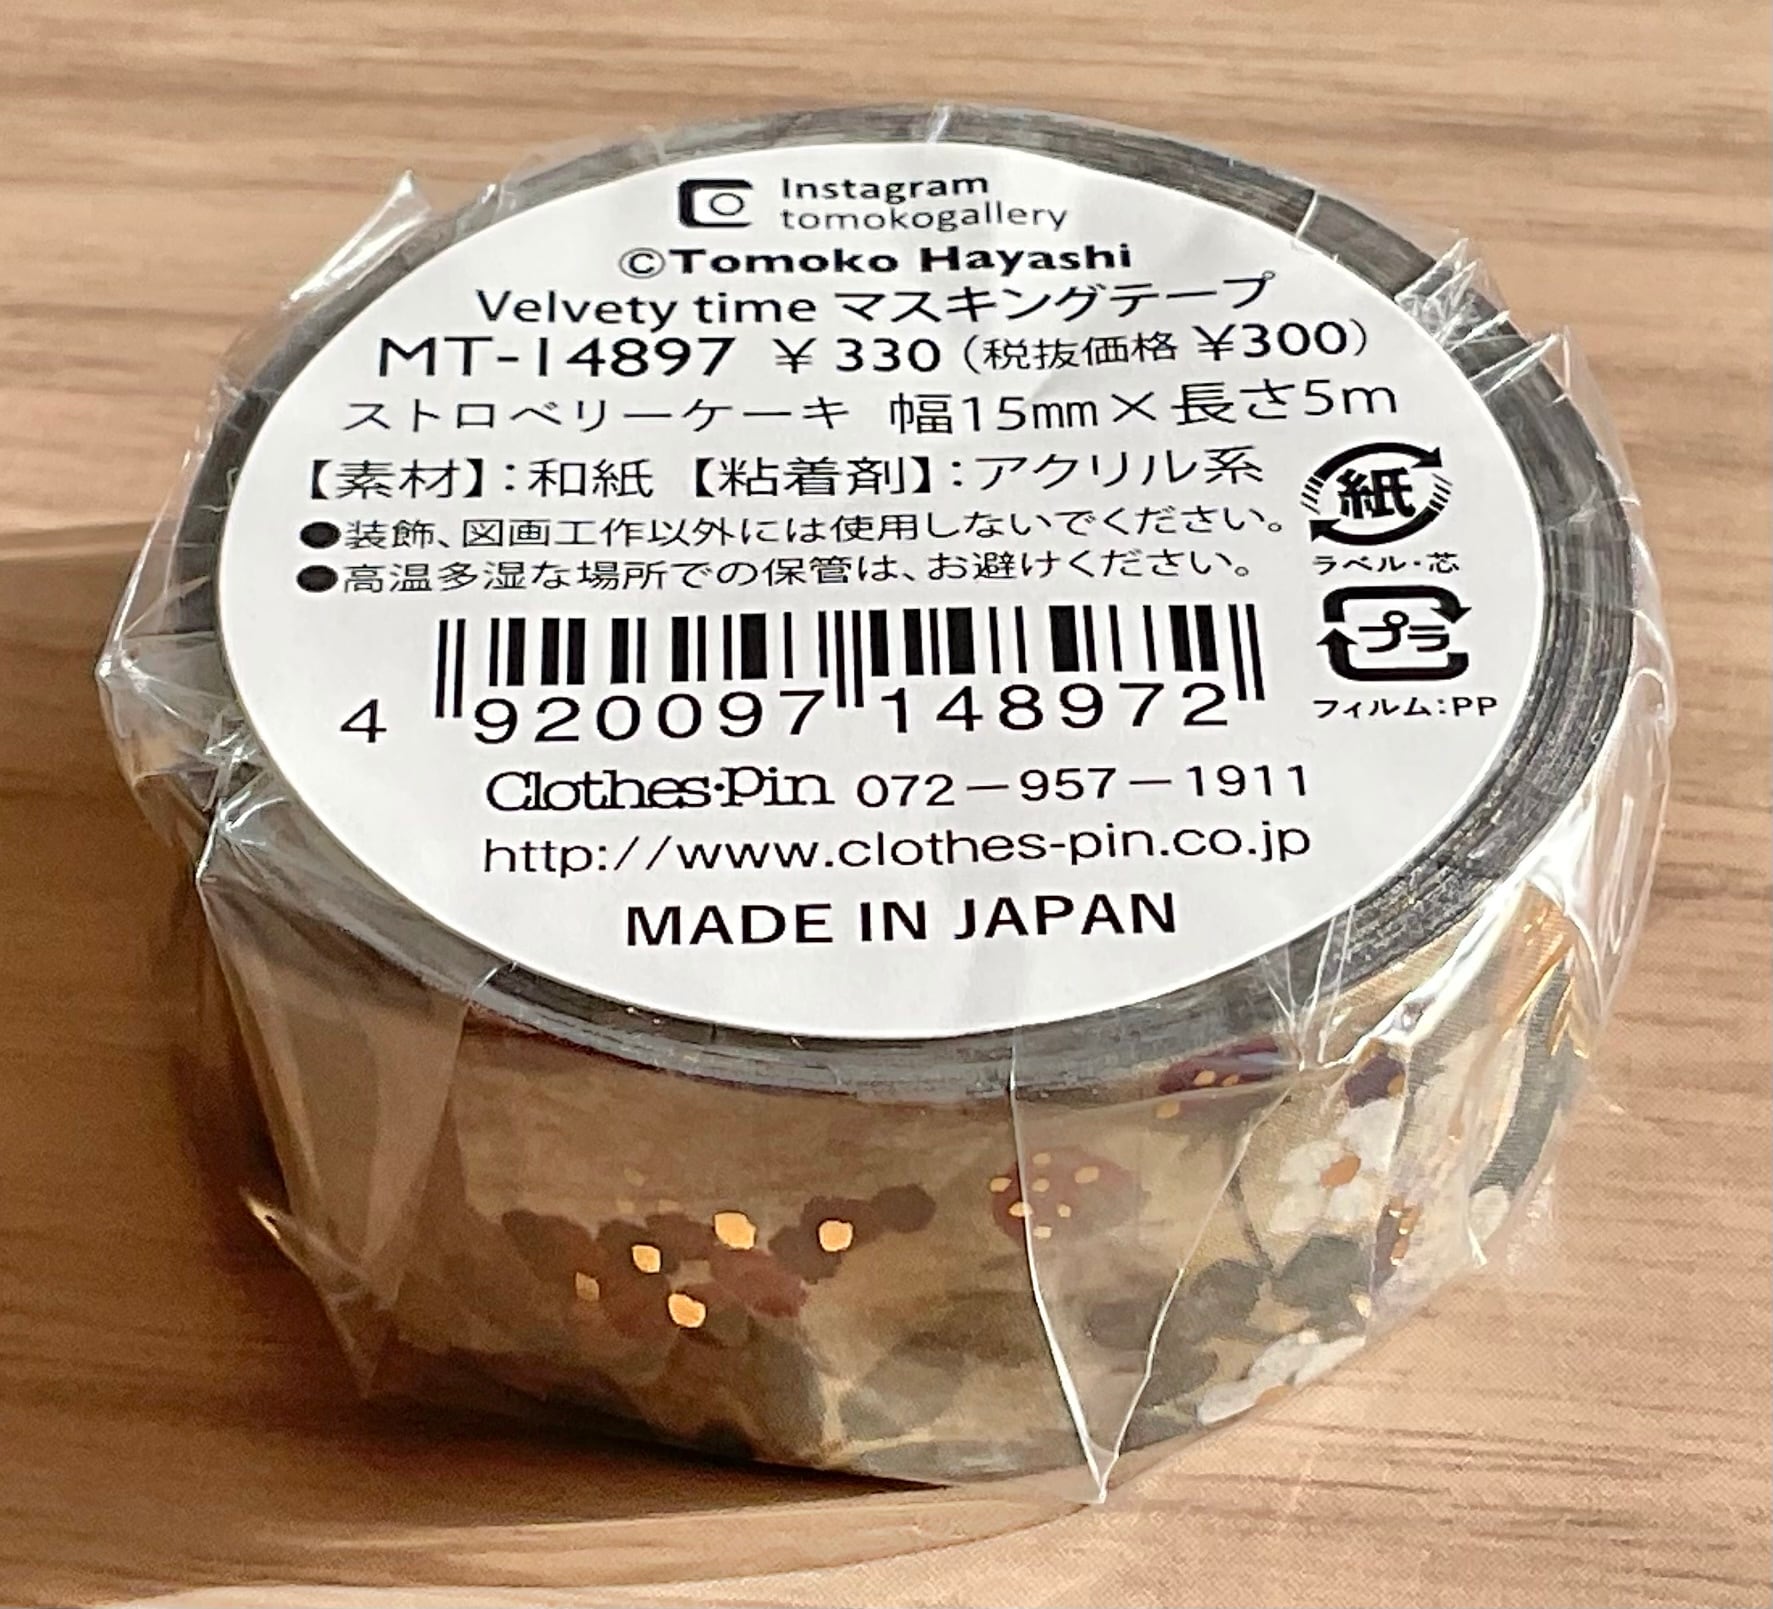 Instagram
tomokogallery
©Tomoko Hayashi
Velvety time マスキングテープ
MT-14897 ¥330(税抜価格 ¥300)
ストロベリーケーキ 幅15mm×長さ5m
【素材】:和紙【粘着剤】:アクリル系
●装飾、図画工作以外には使用しないでください。
●高温多湿な場所での保管は、お避けください。
紙
ラベル・芯
プラ
フィルム:PP
4 920097 148972
Clothes・Pin 072-957-1911
http://www.clothes-pin.co.jp
MADE IN JAPAN